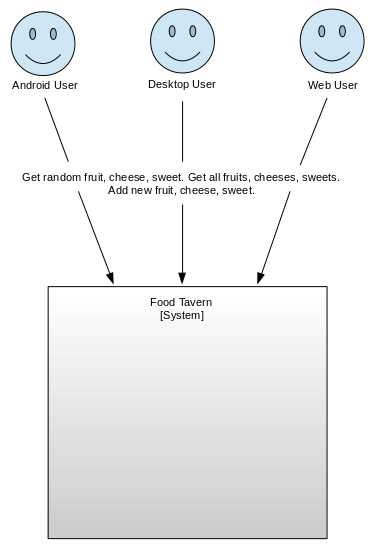 Android User
Desktop User
Web User
Get random fruit, cheese, sweet. Get all fruits, cheeses, sweets.
Add new fruit, cheese, sweet.
Food Tavern
[System]